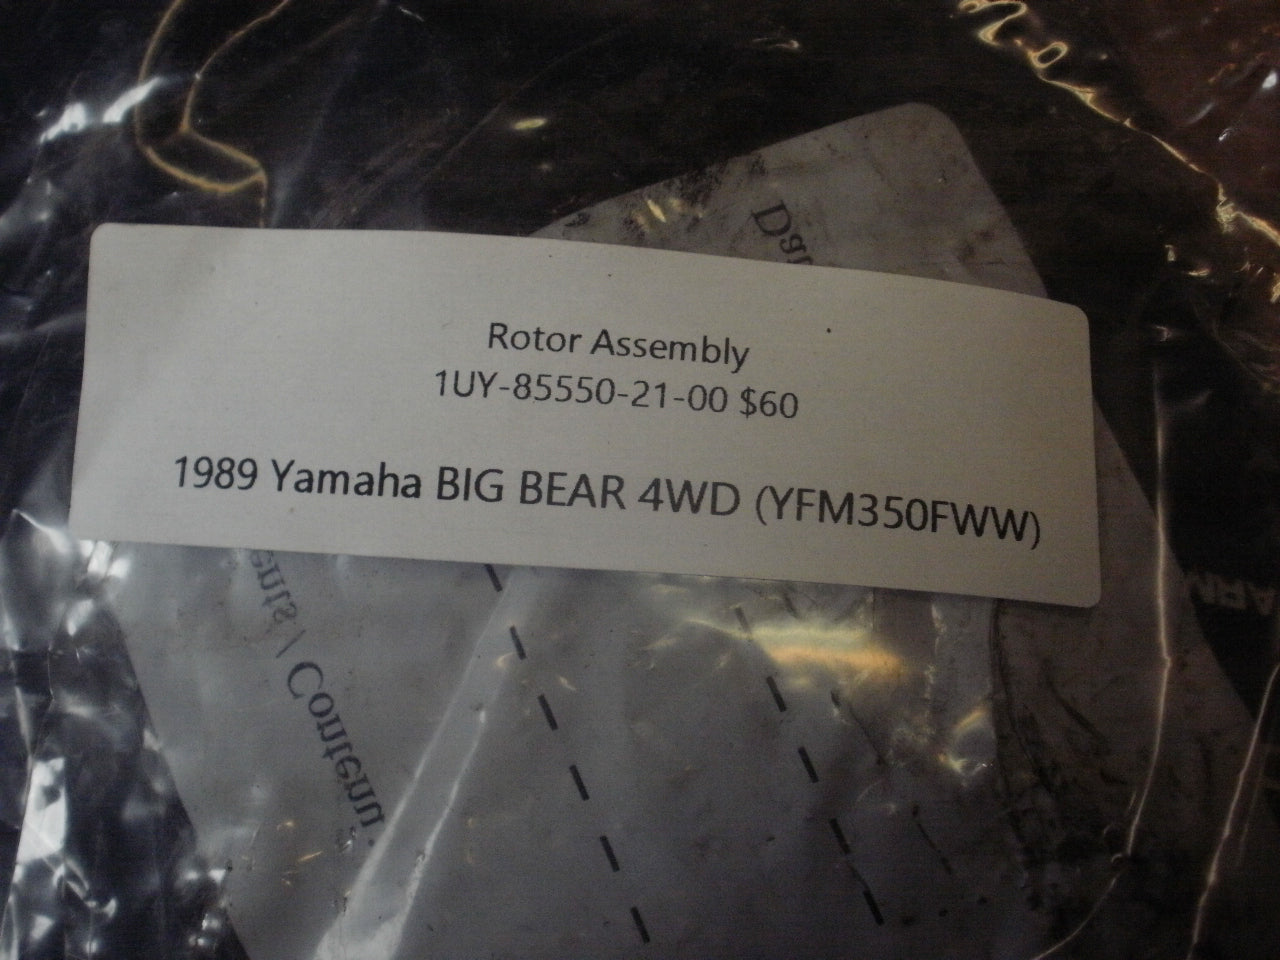 Rotor Assembly
1UY-85550-21-00 $60
1989 Yamaha BIG BEAR 4WD (YFM350FWW)